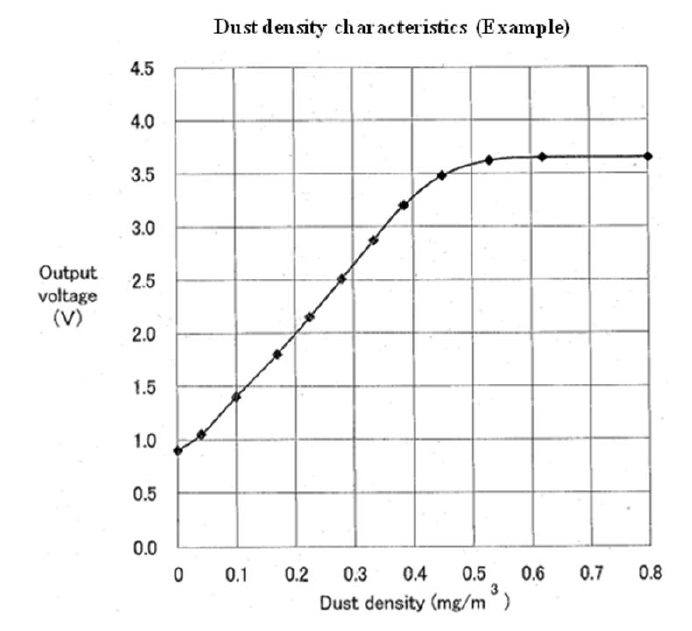 Dust density characteristics (Example)
4.5
4.0
3.5
3.0
2.5
2.0
1.5
1.0
0.5
0.0
Output
voltage
(V)
0 0.1 0.2 0.3 0.4 0.5 0.6 0.7 0.8
Dust density (mg/m³)